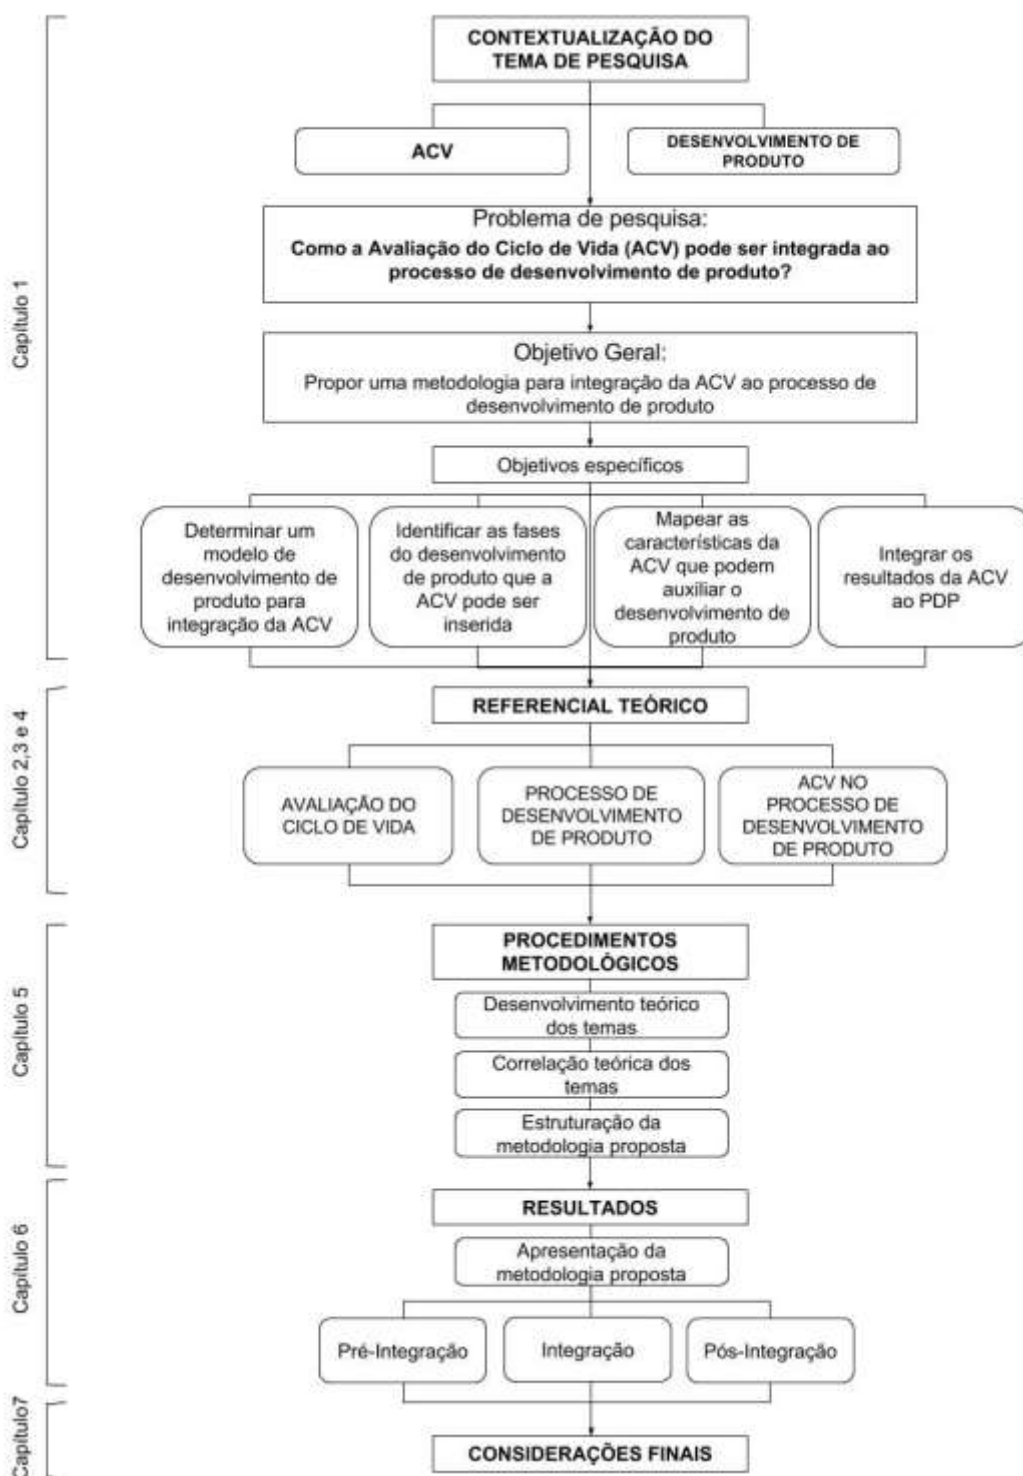 CONTEXTUALIZAÇÃO DO
TEMA DE PESQUISA
ACV
DESENVOLVIMENTO DE
PRODUTO
Problema de pesquisa:
Como a Avaliação do Ciclo de Vida (ACV) pode ser integrada ao
processo de desenvolvimento de produto?
Objetivo Geral:
Propor uma metodologia para integração da ACV ao processo de
desenvolvimento de produto
Objetivos específicos
Determinar um
modelo de
desenvolvimento de
produto para
integração da ACV
Identificar as fases
do desenvolvimento
de produto que a
ACV pode ser
inserida
Mapear as
características da
ACV que podem
auxiliar o
desenvolvimento de
produto
Integrar os
resultados da ACV
ao PDP
Capítulo 1
REFERENCIAL TEÓRICO
AVALIAÇÃO DO
CICLO DE VIDA
PROCESSO DE
DESENVOLVIMENTO
DE PRODUTO
ACV NO
PROCESSO DE
DESENVOLVIMENTO
DE PRODUTO
Capítulo 2,3 e 4
PROCEDIMENTOS
METODOLÓGICOS
Desenvolvimento teórico
dos temas
Correlação teórica dos
temas
Estruturação da
metodologia proposta
Capítulo 5
RESULTADOS
Apresentação da
metodologia proposta
Pré-Integração
Integração
Pós-Integração
Capítulo 6
CONSIDERAÇÕES FINAIS
Capítulo7